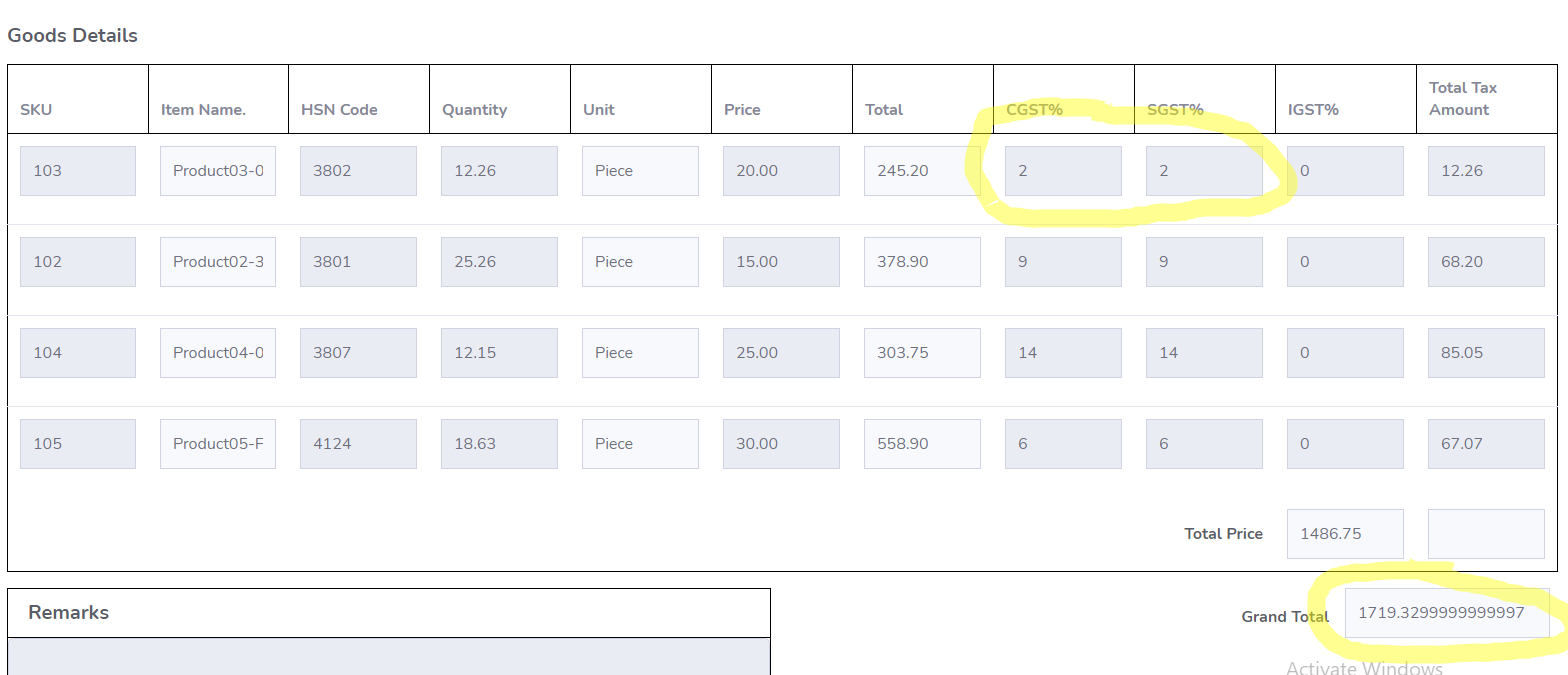 Goods Details
SKU Item Name. HSN Code Quantity Unit Price Total CGST% SGST% IGST% Total Tax Amount
103 Product03-0 3802 12.26 Piece 20.00 245.20 2 2 0 12.26
102 Product02-3 3801 25.26 Piece 15.00 378.90 9 9 0 68.20
104 Product04-0 3807 12.15 Piece 25.00 303.75 14 14 0 85.05
105 Product05-F 4124 18.63 Piece 30.00 558.90 6 6 0 67.07
Total Price 1486.75
Remarks
Grand Total 1719.3299999999997
Activate Windows